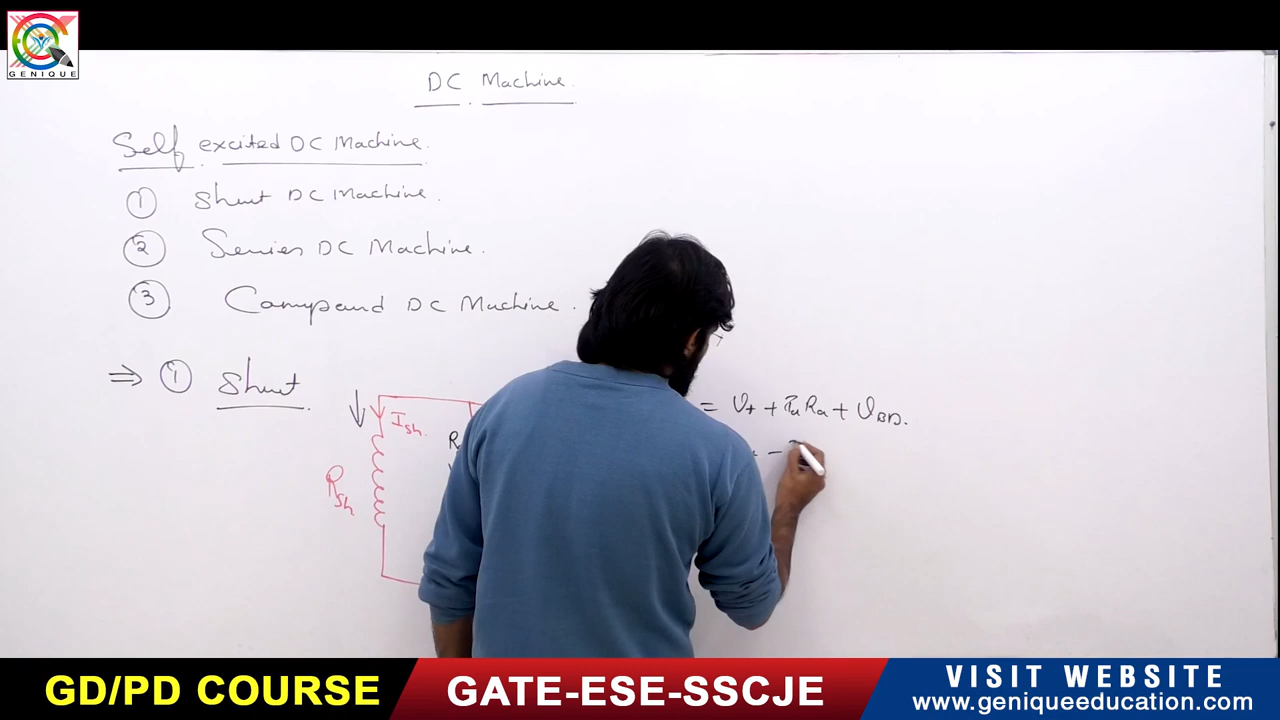 GENIQUE
DC Machine.
Self excited DC Machine.
① Shunt DC Machine.
② Series DC Machine.
③ Compound DC Machine.
⇒ ① Shunt
Ish.
Rsh
= Vt + IaRa + VBD.
GD/PD COURSE
GATE-ESE-SSCJE
VISIT WEBSITE
www.geniqueeducation.com